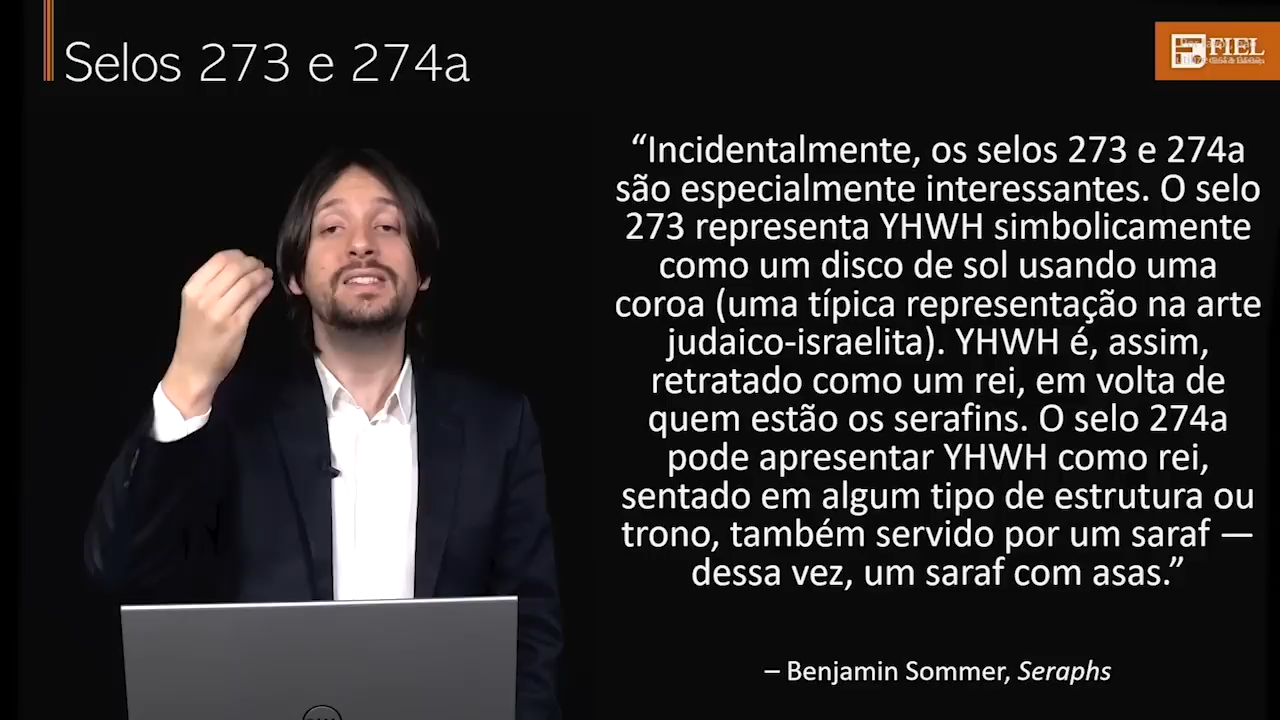 Selos 273 e 274a
FIEL
“Incidentalmente, os selos 273 e 274a
são especialmente interessantes. O selo
273 representa YHWH simbolicamente
como um disco de sol usando uma
coroa (uma típica representação na arte
judaico-israelita). YHWH é, assim,
retratado como um rei, em volta de
quem estão os serafins. O selo 274a
pode apresentar YHWH como rei,
sentado em algum tipo de estrutura ou
trono, também servido por um saraf —
dessa vez, um saraf com asas.”
– Benjamin Sommer, Seraphs